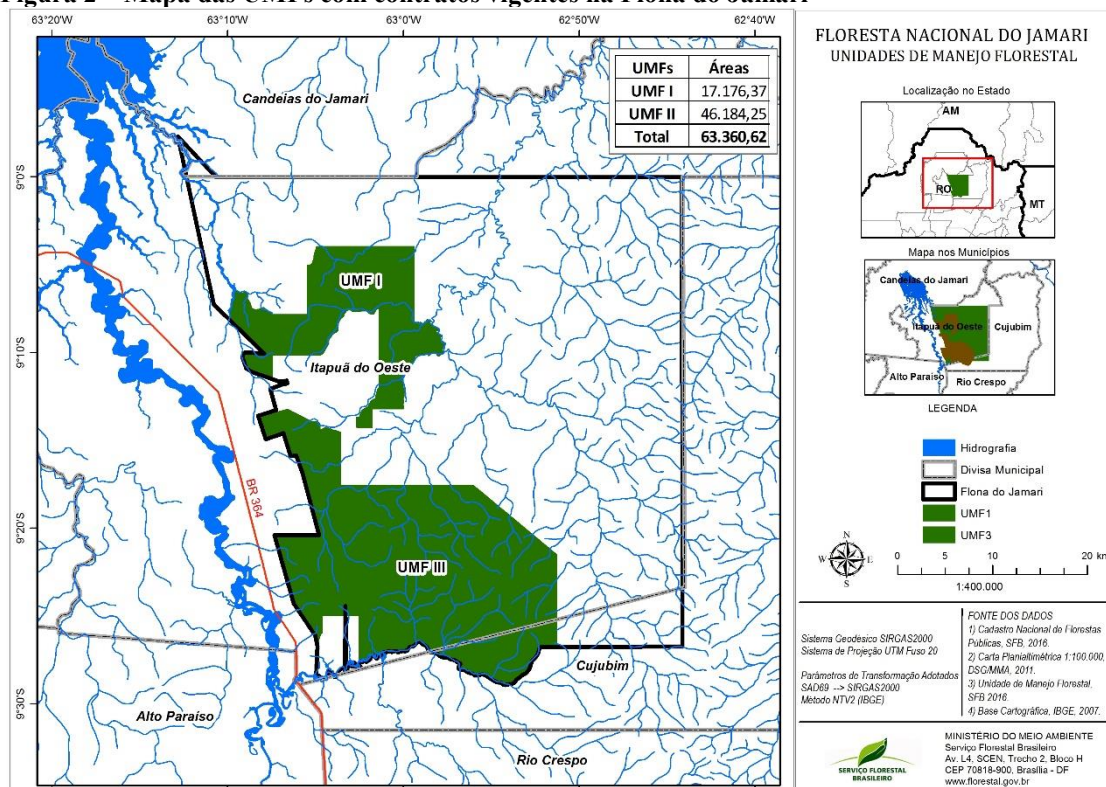 Figura 2 – Mapa das UMFs com contratos vigentes na Flona do Jamari
63°20'W
63°10'W
63°0'W
62°50'W
62°40'W
9°0'S
9°10'S
9°20'S
9°30'S
Candeias do Jamari
UMFs Áreas
UMF I 17.176,37
UMF II 46.184,25
Total 63.360,62
UMF I
Itapuã do Oeste
BR 364
UMF III
Cujubim
Alto Paraíso
Rio Crespo
FLORESTA NACIONAL DO JAMARI
UNIDADES DE MANEJO FLORESTAL
Localização no Estado
AM
RO
MT
Mapa nos Municípios
Candeias do Jamari
Itapuã do Oeste
Cujubim
Alto Paraíso
Rio Crespo
LEGENDA
Hidrografia
Divisa Municipal
Flona do Jamari
UMF1
UMF3
N
W E
S
0 5 10 20 km
1:400.000
Sistema Geodésico SIRGAS2000
Sistema de Projeção UTM Fuso 20
Parâmetros de Transformação Adotados
SAD69 --> SIRGAS2000
Método NTV2 (IBGE)
FONTE DOS DADOS
1) Cadastro Nacional de Florestas
Públicas, SFB, 2016.
2) Carta Planialtimétrica 1:100.000,
DSG/MMA, 2011.
3) Unidade de Manejo Florestal,
SFB 2016.
4) Base Cartográfica, IBGE, 2007.
SERVIÇO FLORESTAL
BRASILEIRO
MINISTÉRIO DO MEIO AMBIENTE
Serviço Florestal Brasileiro
Av. L4, SCEN, Trecho 2, Bloco H
CEP 70818-900, Brasília - DF
www.florestal.gov.br